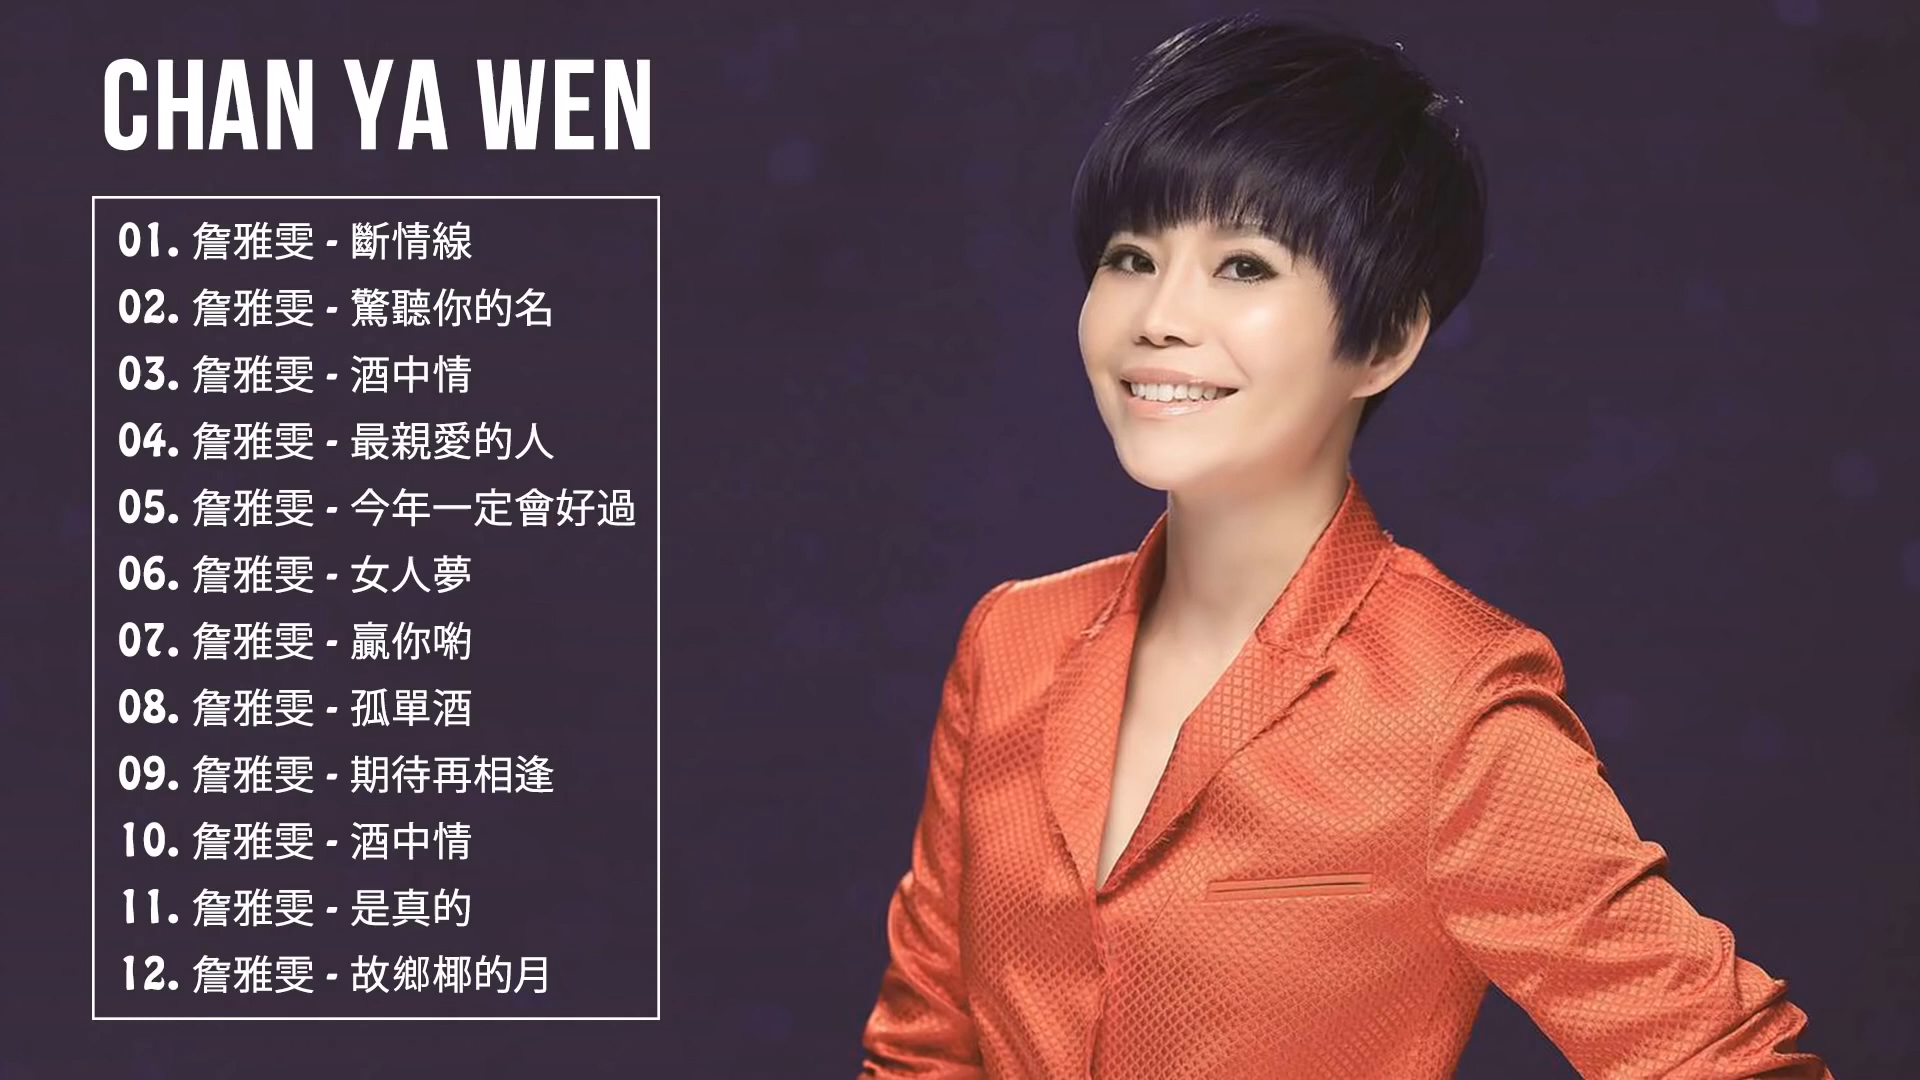 CHAN YA WEN
01. 詹雅雯 - 斷情線
02. 詹雅雯 - 驚聽你的名
03. 詹雅雯 - 酒中情
04. 詹雅雯 - 最親愛的人
05. 詹雅雯 - 今年一定會好過
06. 詹雅雯 - 女人夢
07. 詹雅雯 - 贏你喲
08. 詹雅雯 - 孤單酒
09. 詹雅雯 - 期待再相逢
10. 詹雅雯 - 酒中情
11. 詹雅雯 - 是真的
12. 詹雅雯 - 故鄉椰的月